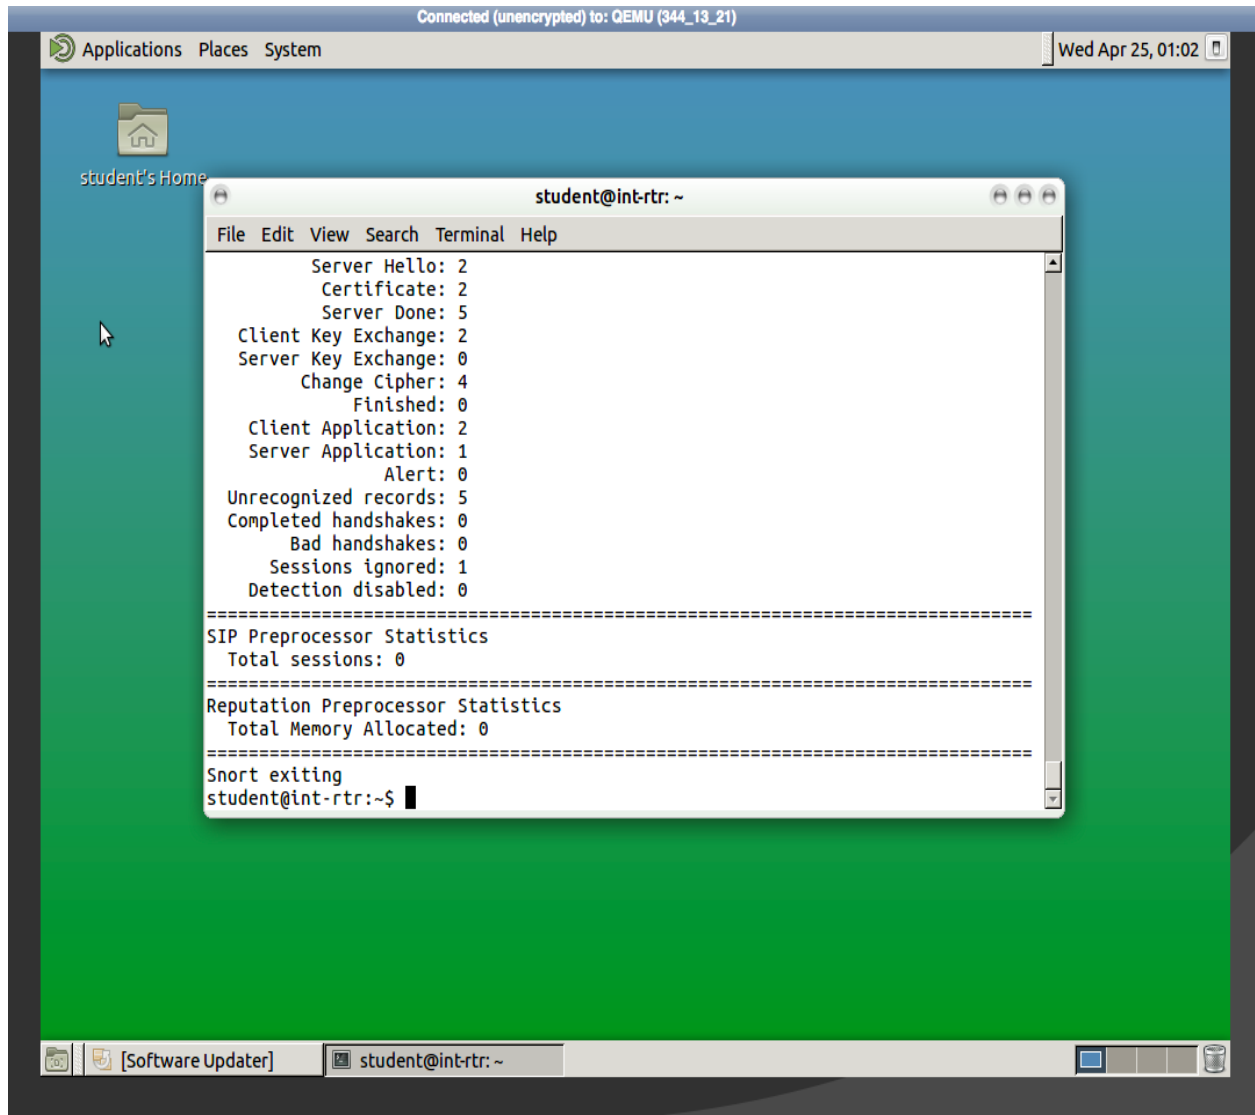 Connected (unencrypted) to: QEMU (344_13_21)
Applications Places System Wed Apr 25, 01:02
student's Home
student@int-rtr: ~
File Edit View Search Terminal Help
Server Hello: 2
Certificate: 2
Server Done: 5
Client Key Exchange: 2
Server Key Exchange: 0
Change Cipher: 4
Finished: 0
Client Application: 2
Server Application: 1
Alert: 0
Unrecognized records: 5
Completed handshakes: 0
Bad handshakes: 0
Sessions ignored: 1
Detection disabled: 0
===============================================================================
SIP Preprocessor Statistics
Total sessions: 0
===============================================================================
Reputation Preprocessor Statistics
Total Memory Allocated: 0
===============================================================================
Snort exiting
student@int-rtr:~$
[Software Updater] student@int-rtr: ~